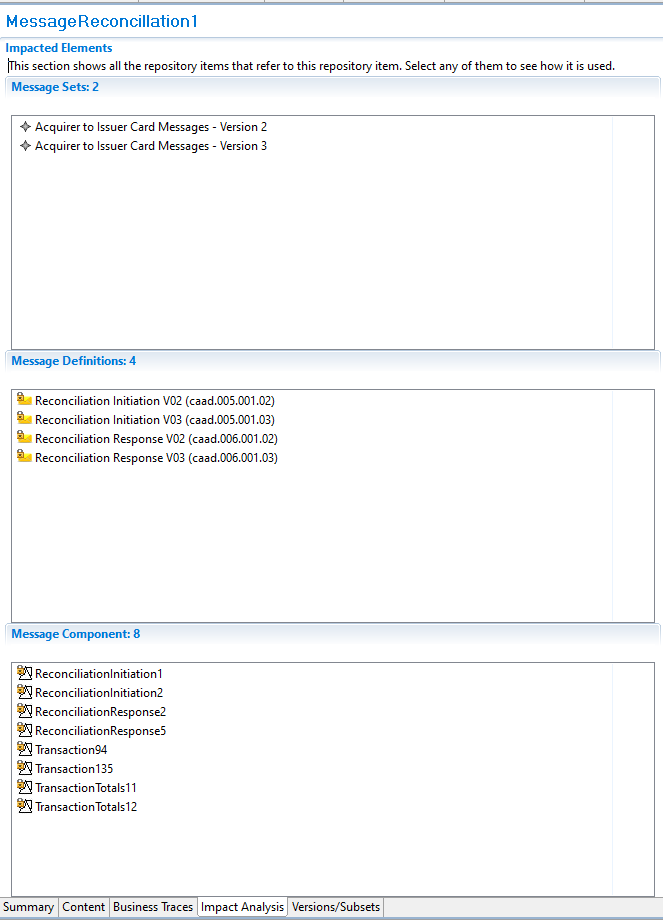 MessageReconcillation1
Impacted Elements
This section shows all the repository items that refer to this repository item. Select any of them to see how it is used.
Message Sets: 2
Acquirer to Issuer Card Messages - Version 2
Acquirer to Issuer Card Messages - Version 3
Message Definitions: 4
Reconciliation Initiation V02 (caad.005.001.02)
Reconciliation Initiation V03 (caad.005.001.03)
Reconciliation Response V02 (caad.006.001.02)
Reconciliation Response V03 (caad.006.001.03)
Message Component: 8
ReconciliationInitiation1
ReconciliationInitiation2
ReconciliationResponse2
ReconciliationResponse5
Transaction94
Transaction135
TransactionTotals11
TransactionTotals12
Summary Content Business Traces Impact Analysis Versions/Subsets